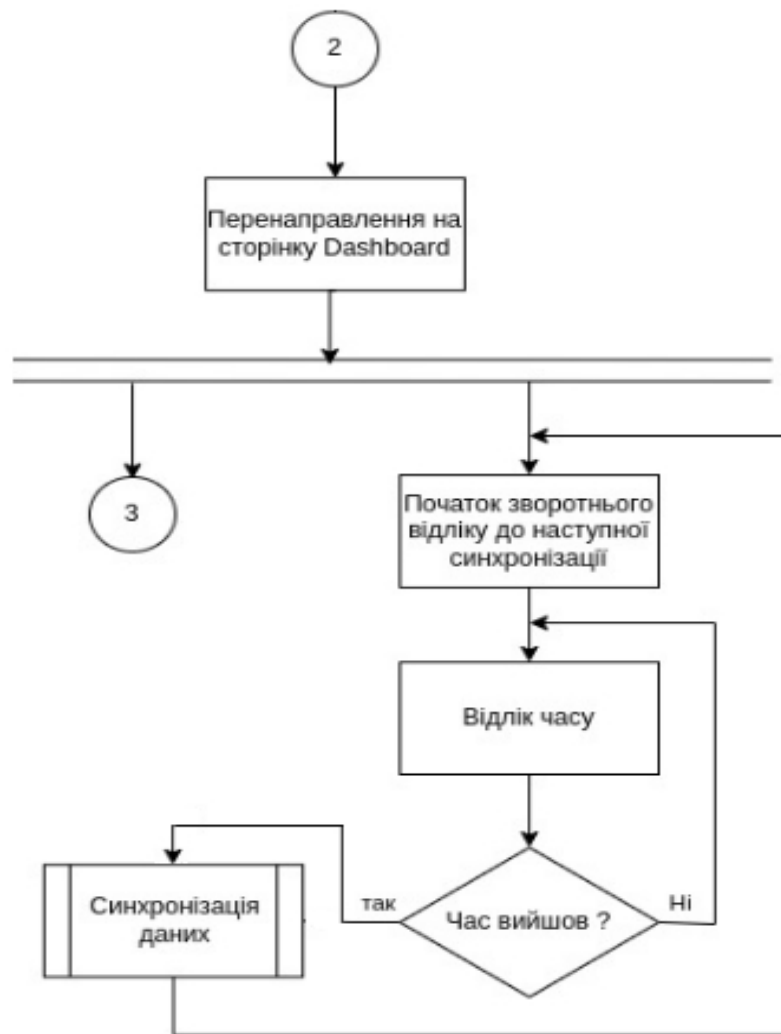 2
Перенаправлення на
сторінку Dashboard
3
Початок зворотнього
відліку до наступної
синхронізації
Відлік часу
так
Час вийшов ?
Ні
Синхронізація
даних